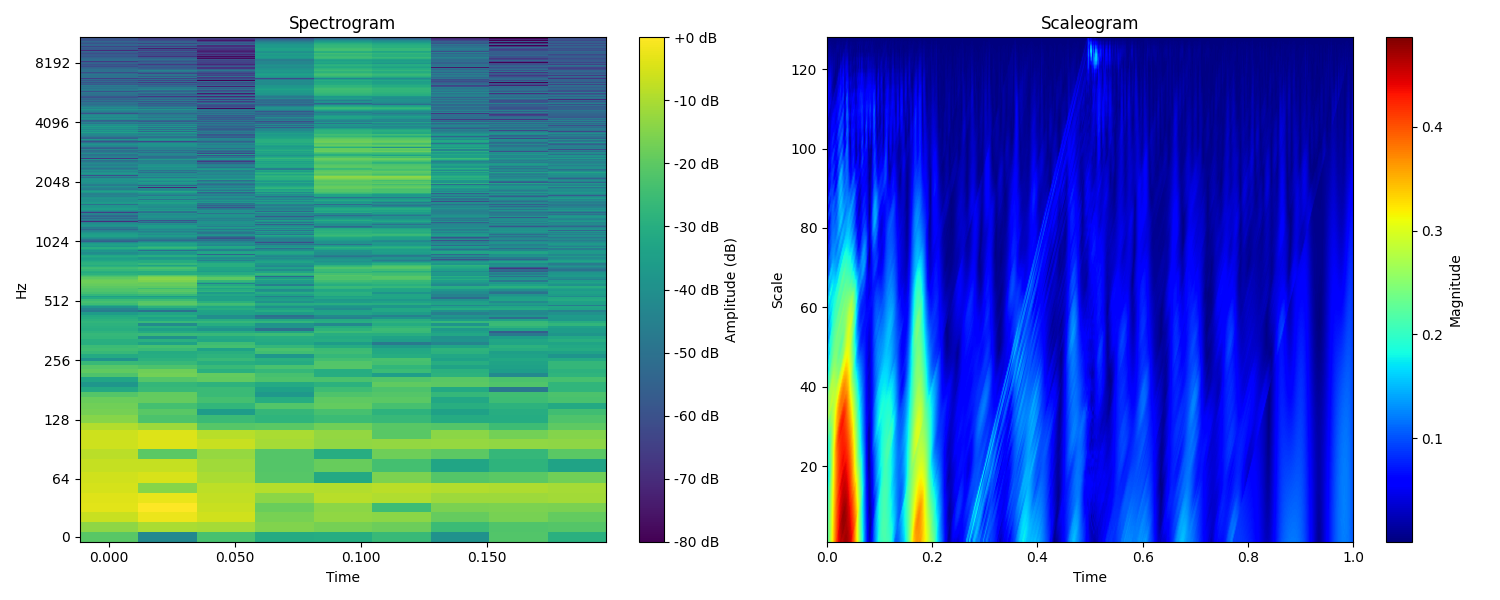 Spectrogram
Hz
8192
4096
2048
1024
512
256
128
64
0
0.000 0.050 0.100 0.150
Time
+0 dB
-10 dB
-20 dB
-30 dB
-40 dB
-50 dB
-60 dB
-70 dB
-80 dB
Amplitude (dB)
Scaleogram
Scale
120
100
80
60
40
20
0.0 0.2 0.4 0.6 0.8 1.0
Time
0.4
0.3
0.2
0.1
Magnitude